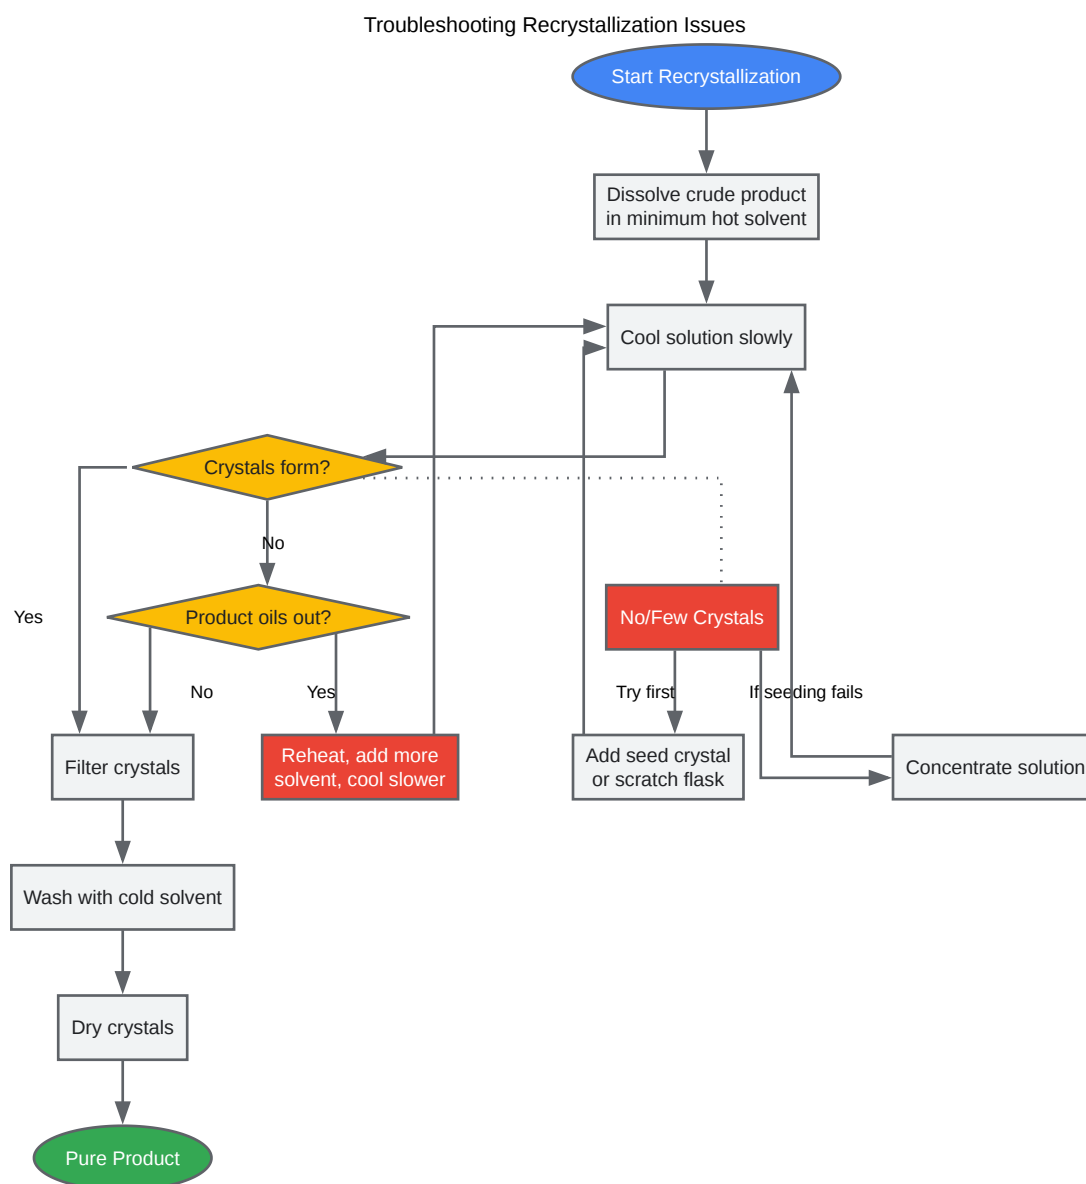 Troubleshooting Recrystallization Issues
Start Recrystallization
Dissolve crude product
in minimum hot solvent
Cool solution slowly
Crystals form?
No
Yes
Product oils out?
No/Few Crystals
No
Yes
Try first
If seeding fails
Filter crystals
Reheat, add more
solvent, cool slower
Add seed crystal
or scratch flask
Concentrate solution
Wash with cold solvent
Dry crystals
Pure Product